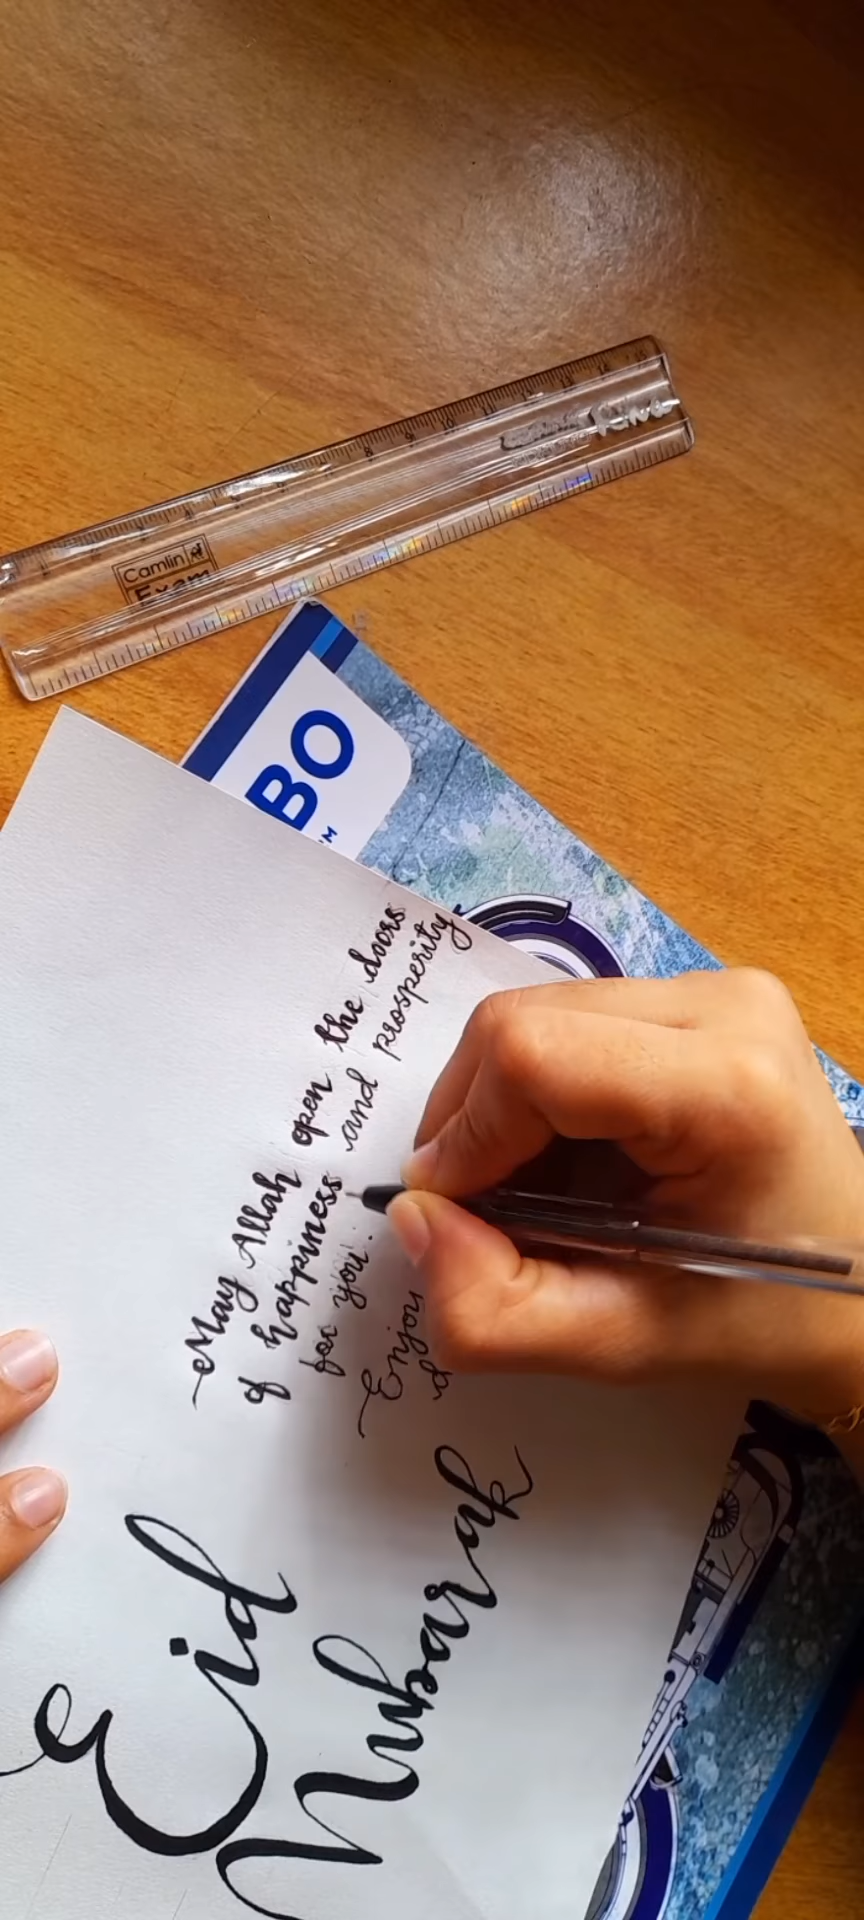 Camlin
Exam
BO
May Allah open the doors
of happiness and prosperity
for you.
Enjoy
Eid
Mubarak